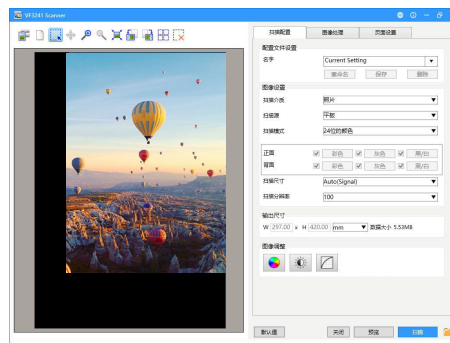 VF3241 Scanner
扫描配置 图像处理 页面设置
配置文件设置
名字 Current Setting
重命名 保存 删除
图像设置
扫描介质 照片
扫描源 平板
扫描模式 24位的颜色
正面 彩色 灰色 黑/白
背面 彩色 灰色 黑/白
扫描尺寸 Auto(Signal)
扫描分辨率 100
输出尺寸
W 297.00 x H 420.00 mm 数据大小 5.53MB
图像调整
默认值 关闭 预览 扫描